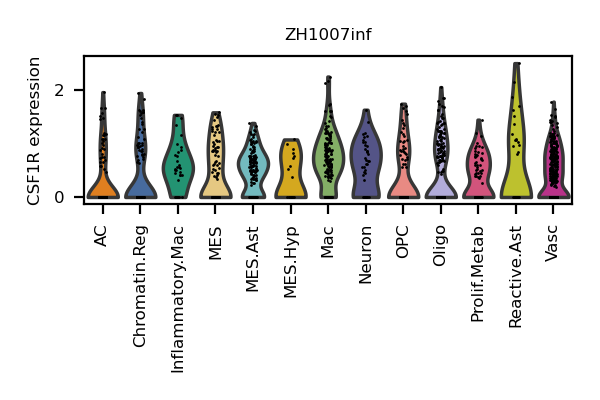 ZH1007inf
CSF1R expression
2
0
AC
Chromatin.Reg
Inflammatory.Mac
MES
MES.Ast
MES.Hyp
Mac
Neuron
OPC
Oligo
Prolif.Metab
Reactive.Ast
Vasc